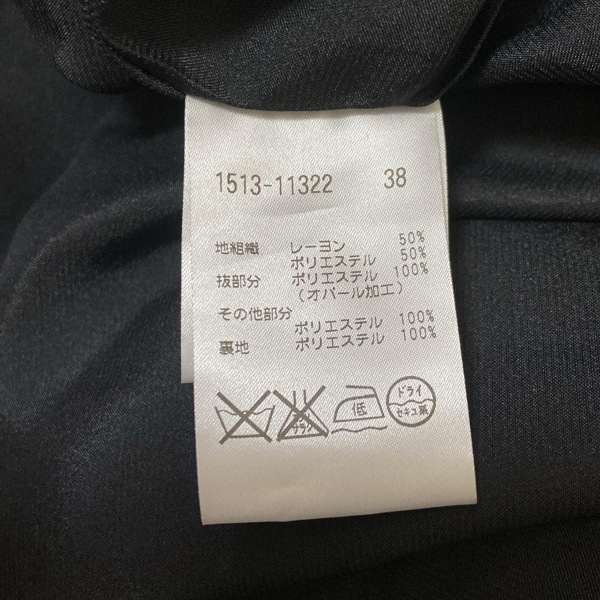 1513-11322 38
地組織 レーヨン 50%
ポリエステル 50%
抜部分 ポリエステル 100%
(オパール加工)
その他部分
ポリエステル 100%
裏地 ポリエステル 100%
低 ドライ
セキユ系